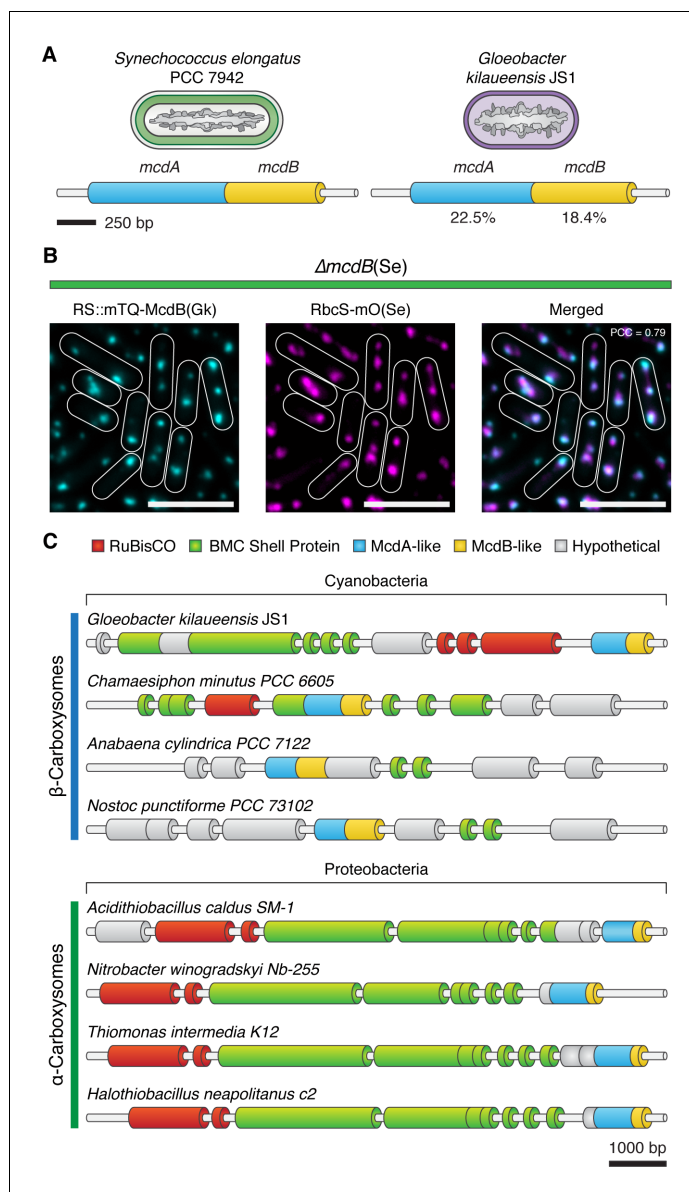 A
Synechococcus elongatus
PCC 7942
Gloeobacter
kilaueensis JS1
mcdA
mcdB
mcdA
mcdB
250 bp
22.5%
18.4%
B
ΔmcdB(Se)
RS::mTQ-McdB(Gk)
RbcS-mO(Se)
Merged
PCC = 0.79
C
RuBisCO
BMC Shell Protein
McdA-like
McdB-like
Hypothetical
Cyanobacteria
β-Carboxysomes
Gloeobacter kilaueensis JS1
Chamaesiphon minutus PCC 6605
Anabaena cylindrica PCC 7122
Nostoc punctiforme PCC 73102
Proteobacteria
α-Carboxysomes
Acidithiobacillus caldus SM-1
Nitrobacter winogradskyi Nb-255
Thiomonas intermedia K12
Halothiobacillus neapolitanus c2
1000 bp